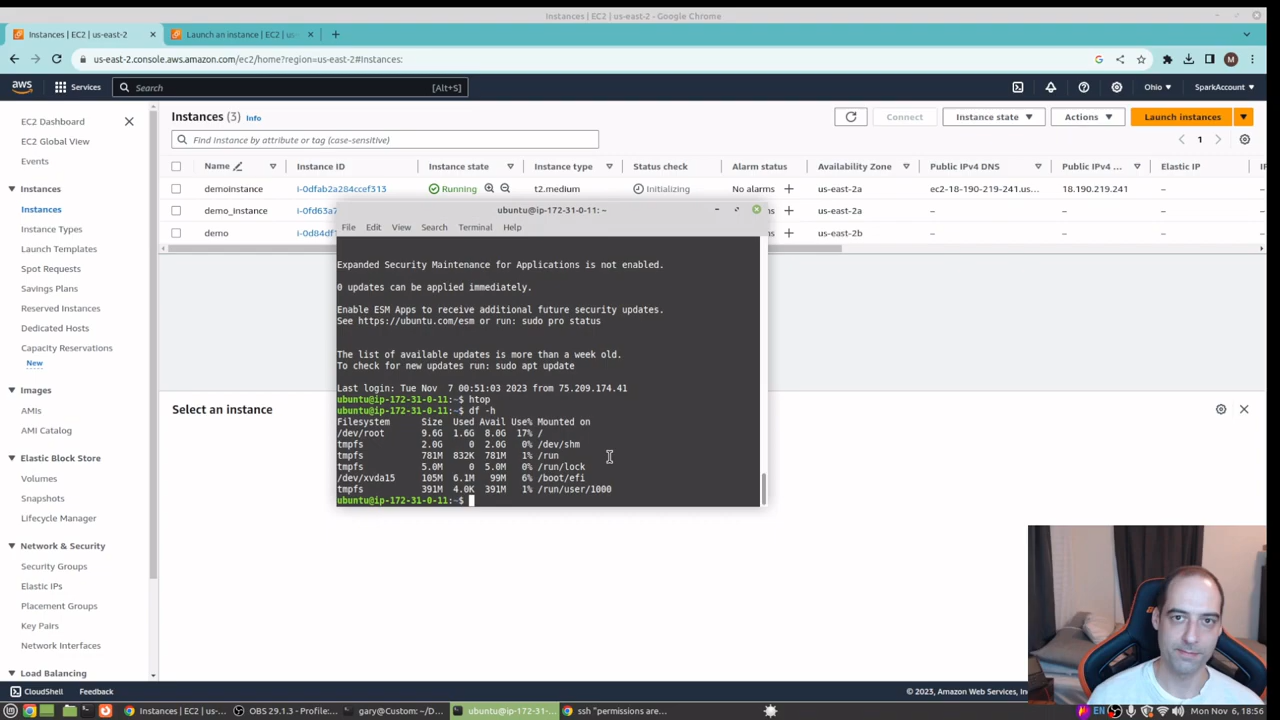 Instances | EC2 | us-east-2 - Google Chrome
Instances | EC2 | us-east-2
Launch an instance | EC2 | us-
us-east-2.console.aws.amazon.com/ec2/home?region=us-east-2#Instances:
M
aws
Services
Search
[Alt+S]
Ohio
SparkAccount
EC2 Dashboard
EC2 Global View
Events
Instances
Instances
Instance Types
Launch Templates
Spot Requests
Savings Plans
Reserved Instances
Dedicated Hosts
Capacity Reservations
New
Images
AMIs
AMI Catalog
Elastic Block Store
Volumes
Snapshots
Lifecycle Manager
Network & Security
Security Groups
Elastic IPs
Placement Groups
Key Pairs
Network Interfaces
Load Balancing
Instances (3) Info
Connect
Instance state
Actions
Launch instances
Find Instance by attribute or tag (case-sensitive)
1
Name Instance ID Instance state Instance type Status check Alarm status Availability Zone Public IPv4 DNS Public IPv4 ... Elastic IP
demoinstance i-0dfab2a284ccef313 Running t2.medium Initializing No alarms us-east-2a ec2-18-190-219-241.us... 18.190.219.241 –
demo_instance i-0fd63a7 us-east-2a – – –
demo i-0d84df us-east-2b – – –
Select an instance
ubuntu@ip-172-31-0-11: ~
File Edit View Search Terminal Help
Expanded Security Maintenance for Applications is not enabled.
0 updates can be applied immediately.
Enable ESM Apps to receive additional future security updates.
See https://ubuntu.com/esm or run: sudo pro status
The list of available updates is more than a week old.
To check for new updates run: sudo apt update
Last login: Tue Nov  7 00:51:03 2023 from 75.209.174.41
ubuntu@ip-172-31-0-11:~$ htop
ubuntu@ip-172-31-0-11:~$ df -h
Filesystem      Size  Used Avail Use% Mounted on
/dev/root       9.6G  1.6G  8.0G  17% /
tmpfs           2.0G     0  2.0G   0% /dev/shm
tmpfs           781M  832K  781M   1% /run
tmpfs           5.0M     0  5.0M   0% /run/lock
/dev/xvda15     105M  6.1M   99M   6% /boot/efi
tmpfs           391M  4.0K  391M   1% /run/user/1000
ubuntu@ip-172-31-0-11:~$
CloudShell
Feedback
© 2023, Amazon Web Services, Inc
Instances | EC2 | us-...
OBS 29.1.3 - Profile:...
gary@Custom: ~/D...
ubuntu@ip-172-31-...
ssh "permissions are...
EN
Mon Nov 6, 18:56